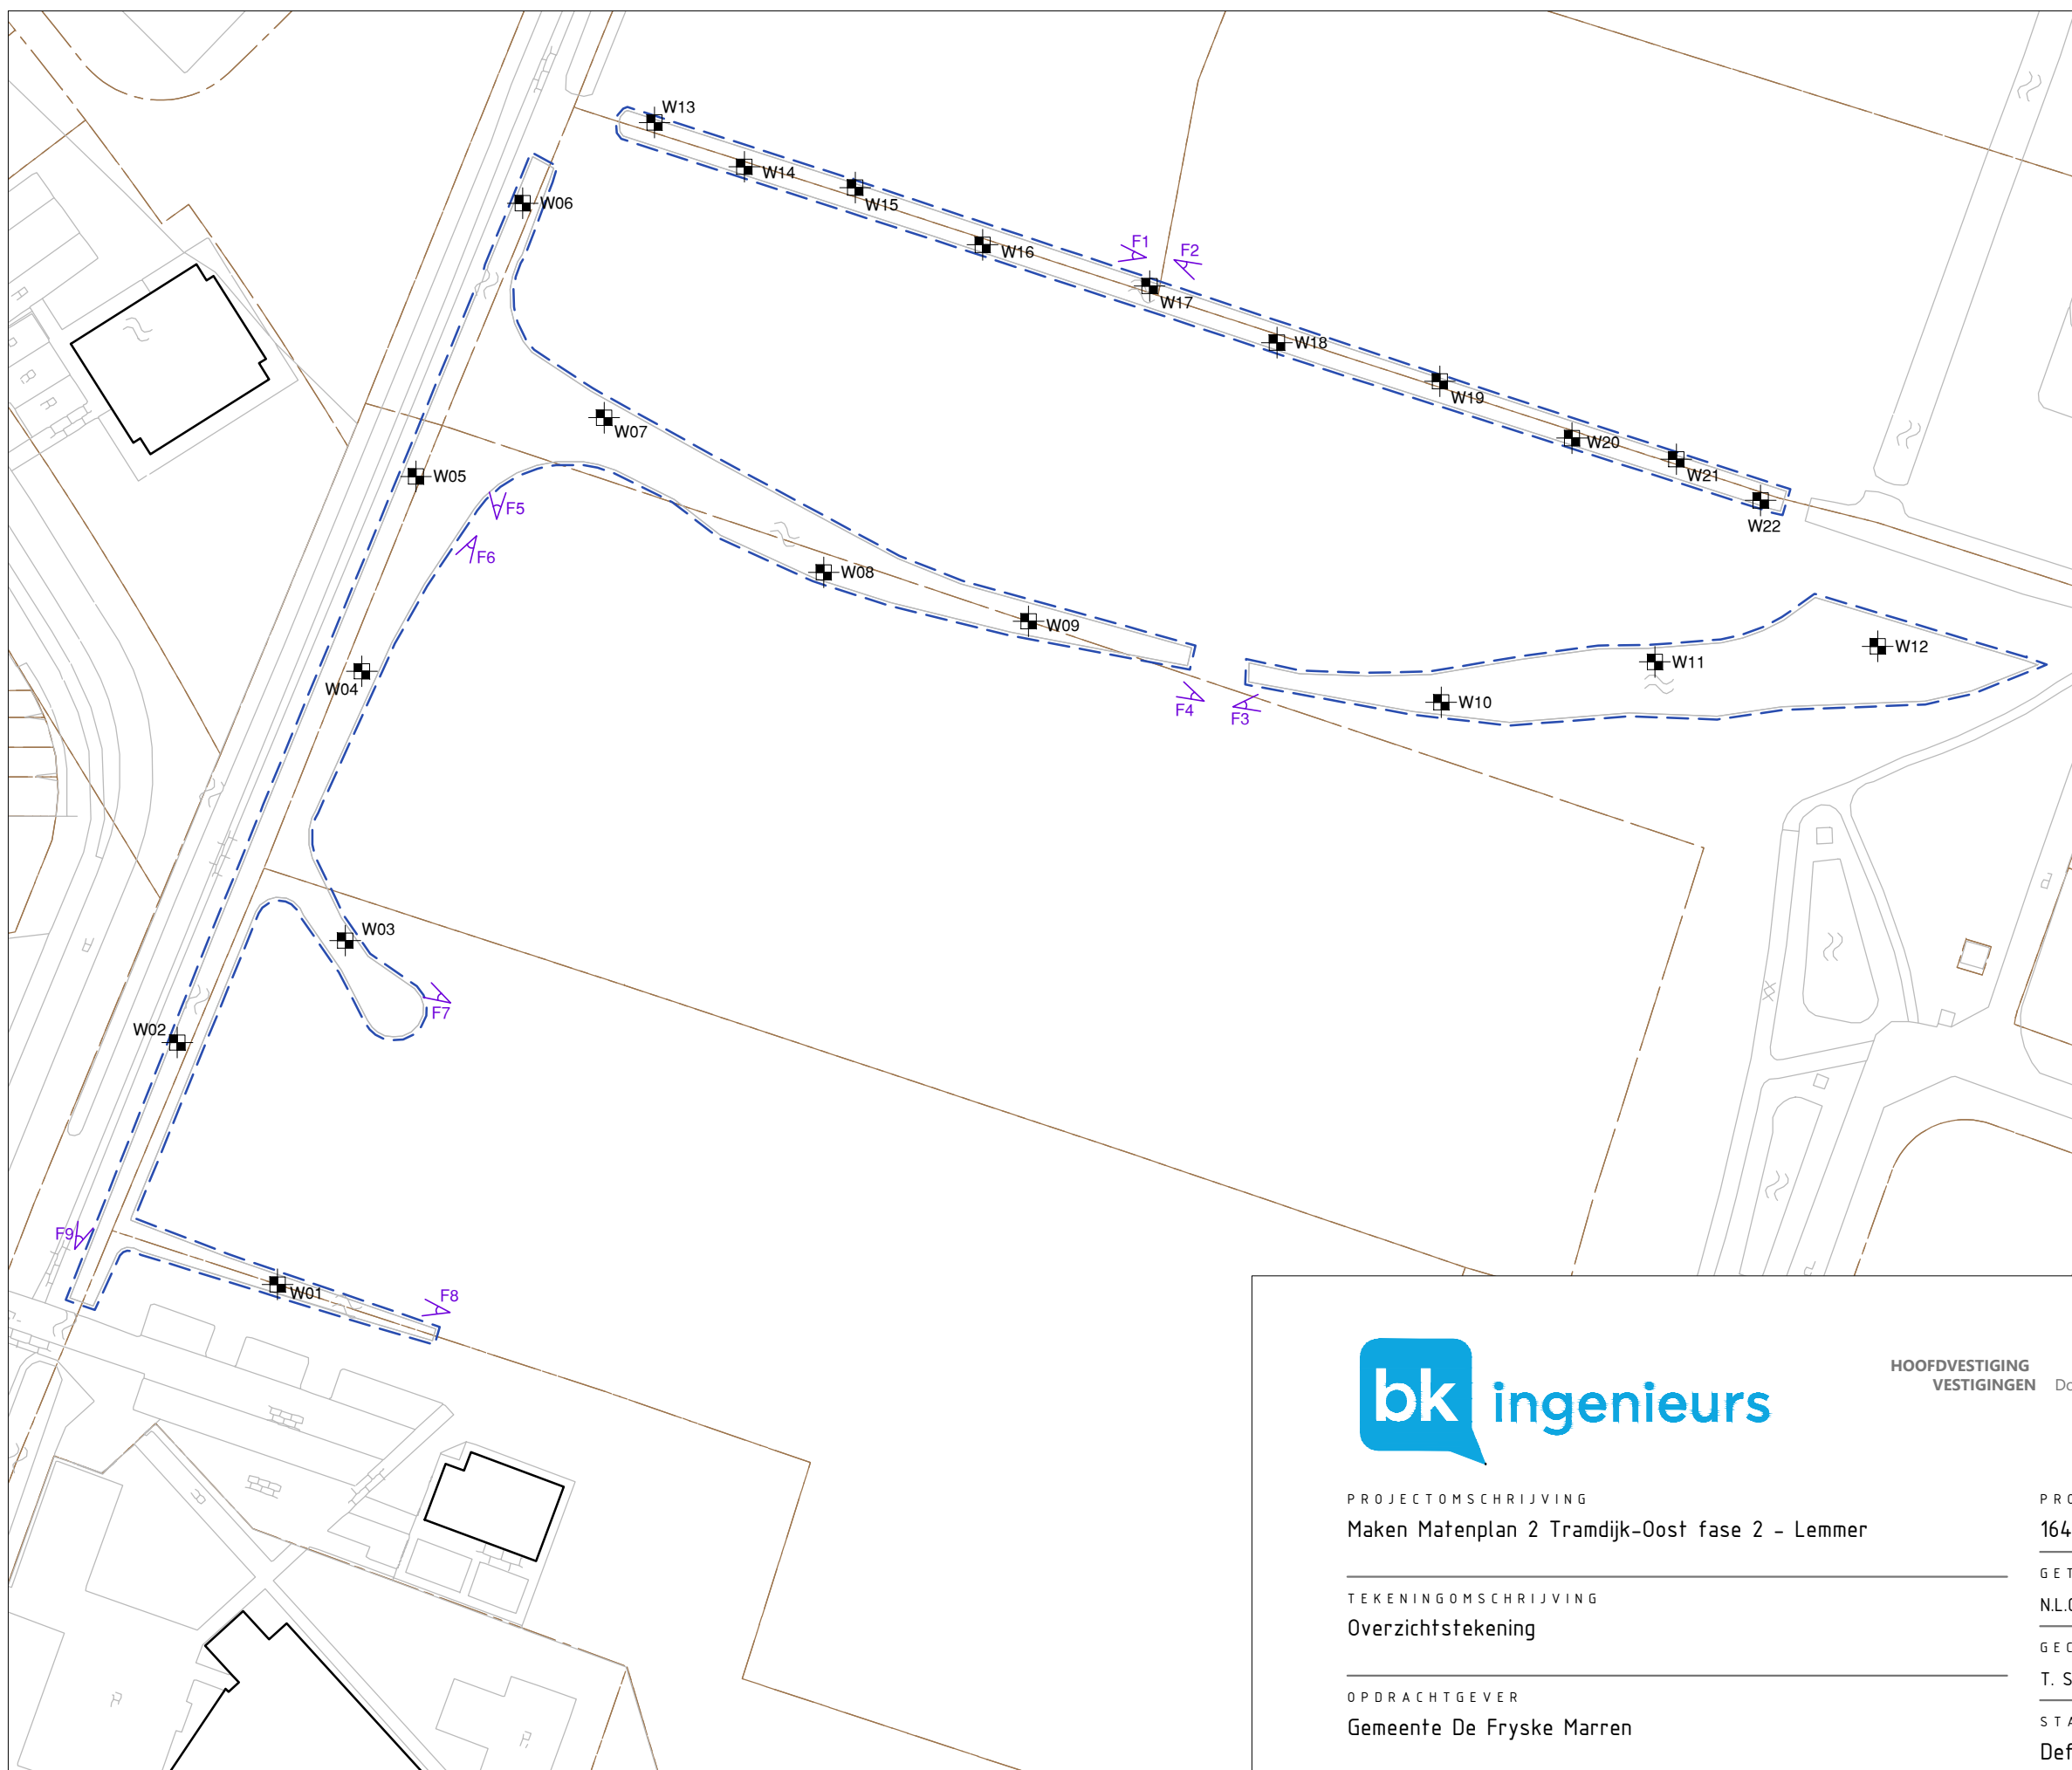 W13
W14
W15
W06
W16
F1
F2
W17
W18
W19
W07
W20
W05
W21
F5
W22
F6
W08
W09
W12
W11
W04
W10
F4
F3
W03
F7
W02
F9
W01
F8
bk ingenieurs
HOOFDVESTIGING
VESTIGINGEN
PROJECTOMSCHRIJVING
Maken Matenplan 2 Tramdijk-Oost fase 2 - Lemmer
164
TEKENINGOMSCHRIJVING
Overzichtstekening
OPDRACHTGEVER
T. S
Gemeente De Fryske Marren
Def